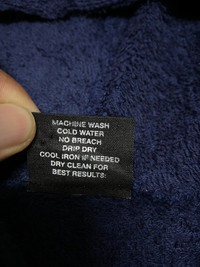 MACHINE WASH
COLD WATER
NO BREACH
DRIP DRY
COOL IRON IF NEEDED
DRY CLEAN FOR
BEST RESULTS